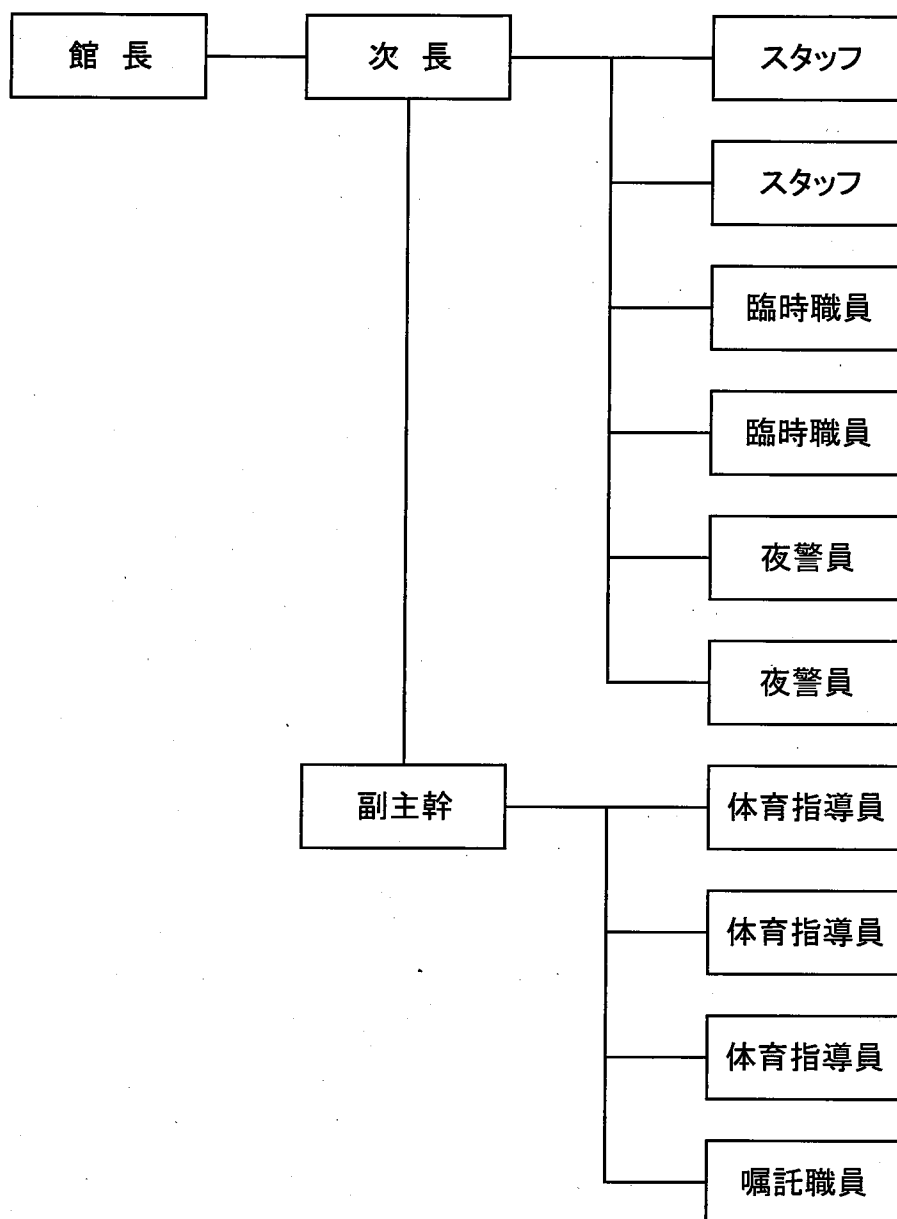 館 長
次 長
スタッフ
スタッフ
臨時職員
臨時職員
夜警員
夜警員
副主幹
体育指導員
体育指導員
体育指導員
嘱託職員